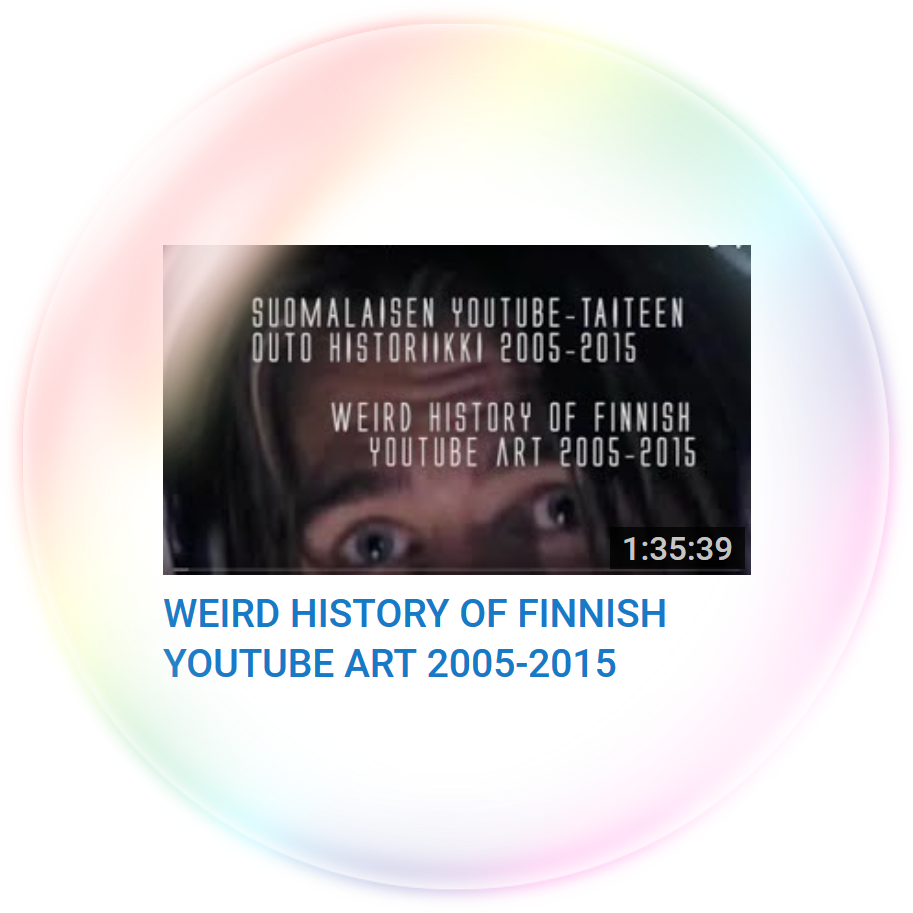 SUOMALAISEN YOUTUBE-TAITEEN
OUTO HISTORIIKKI 2005-2015
WEIRD HISTORY OF FINNISH
YOUTUBE ART 2005-2015
1:35:39
WEIRD HISTORY OF FINNISH
YOUTUBE ART 2005-2015